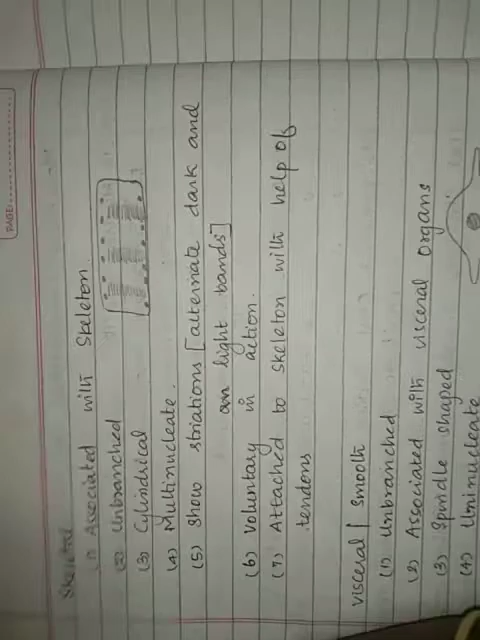 PAGE:
Skeletal
(1) Associated with Skeleton.
(2) Unbranched
(3) Cylindrical
(4) Multinucleate.
(5) Show striations [alternate dark and
light bands]
(6) Voluntary in action.
(7) Attached to skeleton with help of
tendons
visceral / smooth
(1) Unbranched
(2) Associated with visceral organs
(3) Spindle shaped
(4) Uninucleate